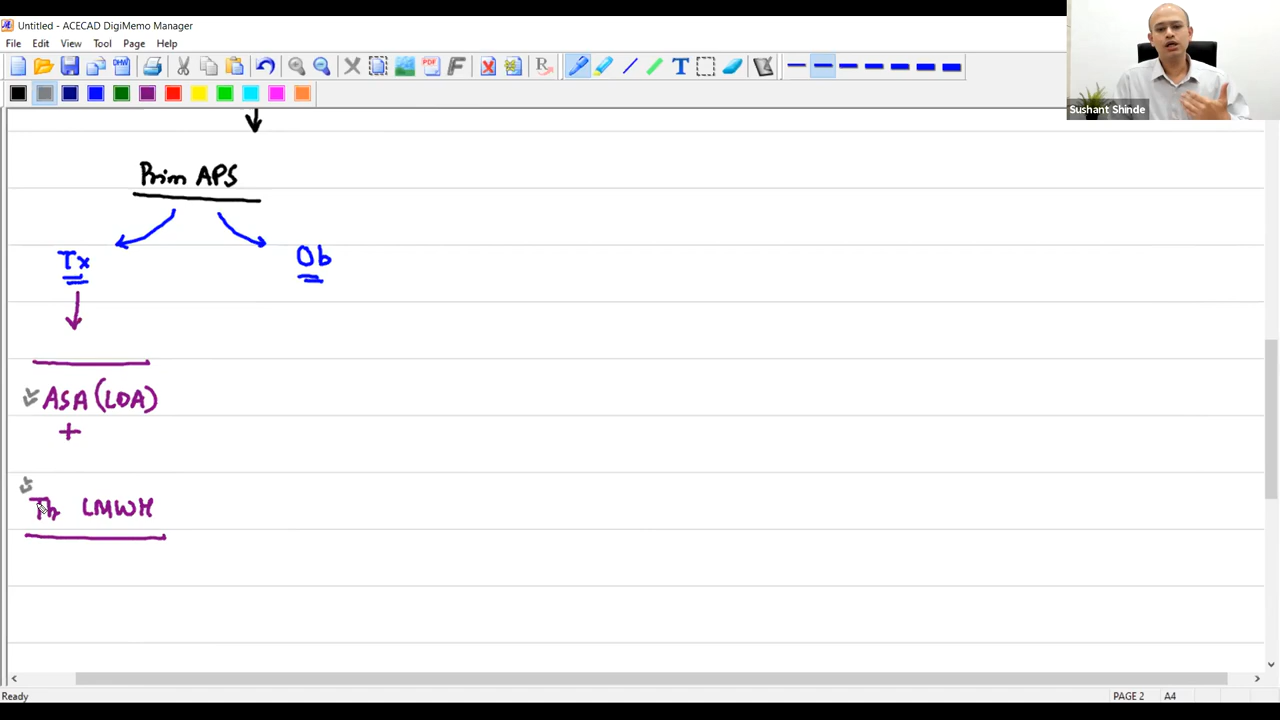 Untitled - ACECAD DigiMemo Manager
File Edit View Tool Page Help
Sushant Shinde
Prim APS
Tx Ob
ASA (LDA)
+
Th LMWH
Ready PAGE 2 A4